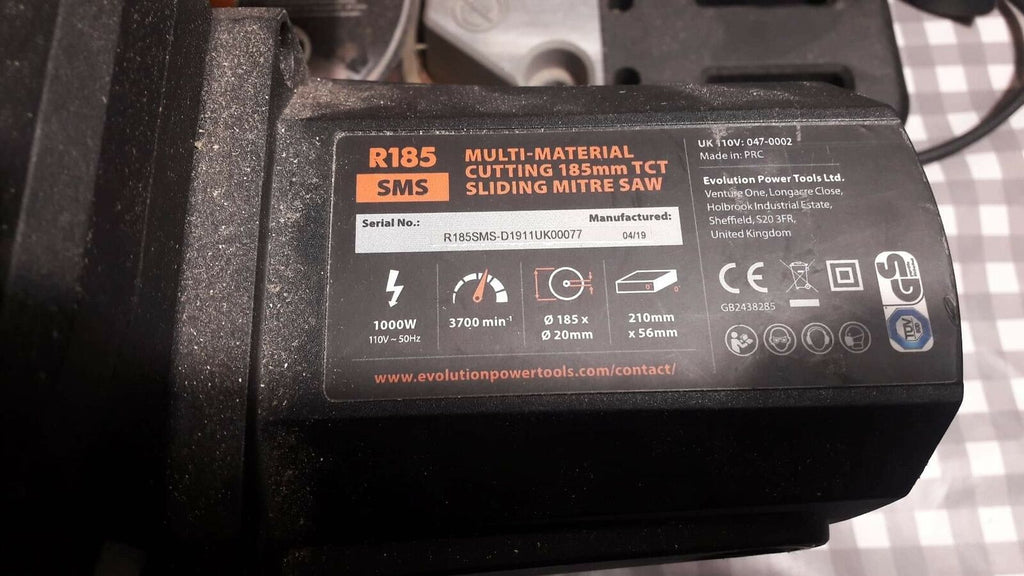 R185
SMS
MULTI-MATERIAL
CUTTING 185mm TCT
SLIDING MITRE SAW
Serial No.:
Manufactured:
R185SMS-D1911UK00077
04/19
1000W
110V ~ 50Hz
3700 min-1
Ø 185 x
Ø 20mm
210mm
x 56mm
www.evolutionpowertools.com/contact/
UK 110V: 047-0002
Made in: PRC
Evolution Power Tools Ltd.
Venture One, Longacre Close,
Holbrook Industrial Estate,
Sheffield, S20 3FR,
United Kingdom
CE
GB2438285
GS
TÜV